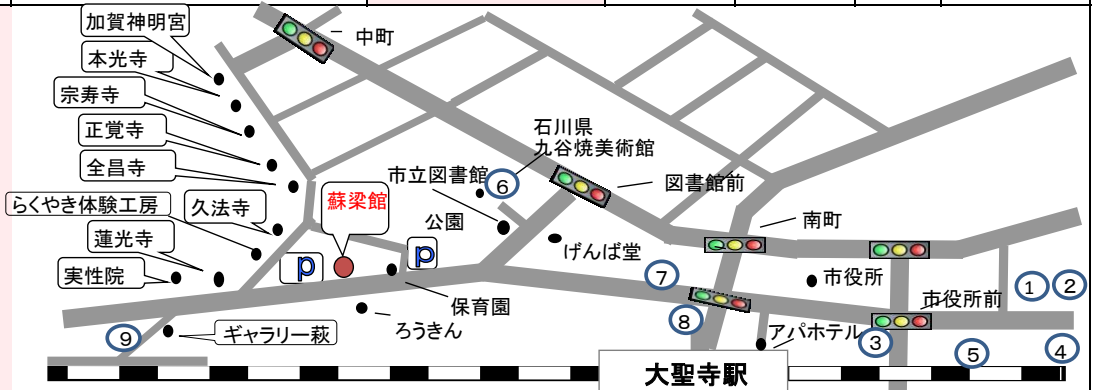 加賀神明宮
中町
本光寺
宗寿寺
正覚寺
全昌寺
らくやき体験工房
久法寺
蓮光寺
実性院
蘇梁館
p
p
石川県
九谷焼美術館
市立図書館
6
公園
図書館前
げんば堂
南町
市役所
市役所前
7
8
1
2
保育園
ろうきん
アパホテル
3
5
4
9
ギャラリー萩
大聖寺駅